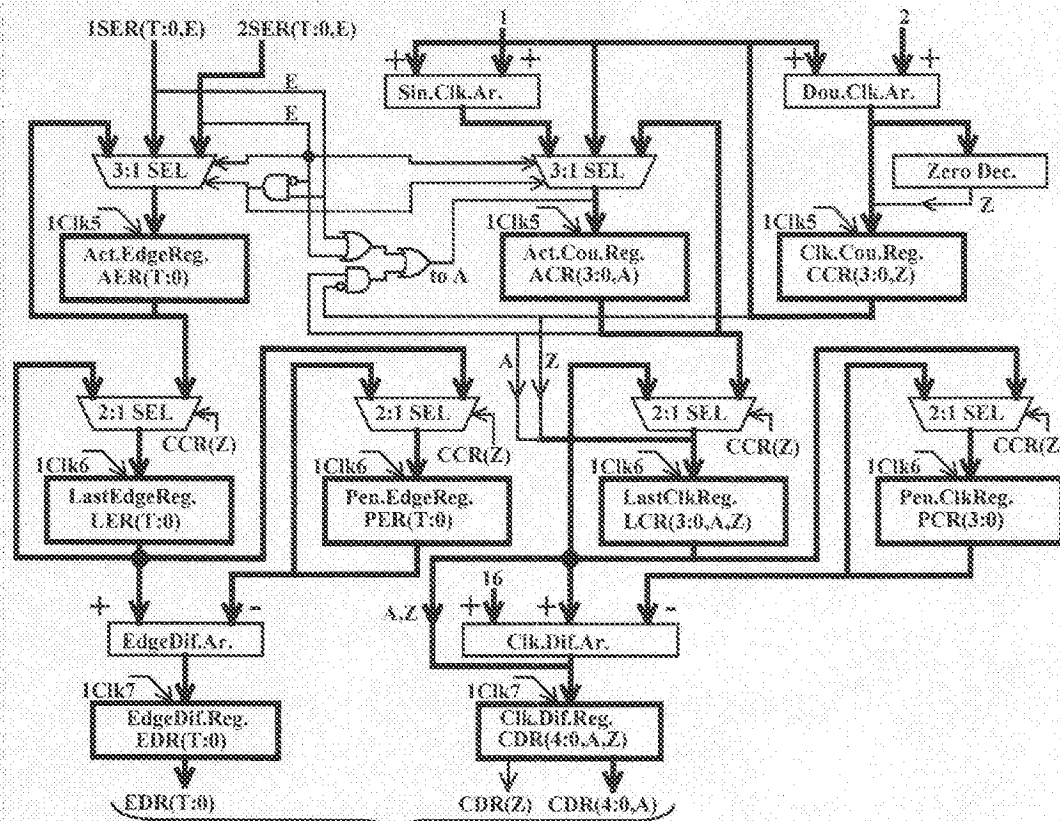 1SER(T:0,E) 2SER(T:0,E) 1 2
+ + + +
Sin.Clk.Ar. Dou.Clk.Ar.
E
E
3:1 SEL 3:1 SEL Zero Dec.
Z
1Clk5 1Clk5 1Clk5
Act.EdgeReg. Act.Cou.Reg. Clk.Cou.Reg.
AER(T:0) to A ACR(3:0,A) CCR(3:0,Z)
A Z
2:1 SEL 2:1 SEL 2:1 SEL 2:1 SEL
CCR(Z) CCR(Z) CCR(Z) CCR(Z)
1Clk6 1Clk6 1Clk6 1Clk6
LastEdgeReg. Pen.EdgeReg. LastClkReg. Pen.ClkReg.
LER(T:0) PER(T:0) LCR(3:0,A,Z) PCR(3:0)
16
+ - A,Z + + -
EdgeDif.Ar. Clk.Dif.Ar.
1Clk7 1Clk7
EdgeDif.Reg. Clk.Dif.Reg.
EDR(T:0) CDR(4:0,A,Z)
EDR(T:0) CDR(Z) CDR(4:0,A)